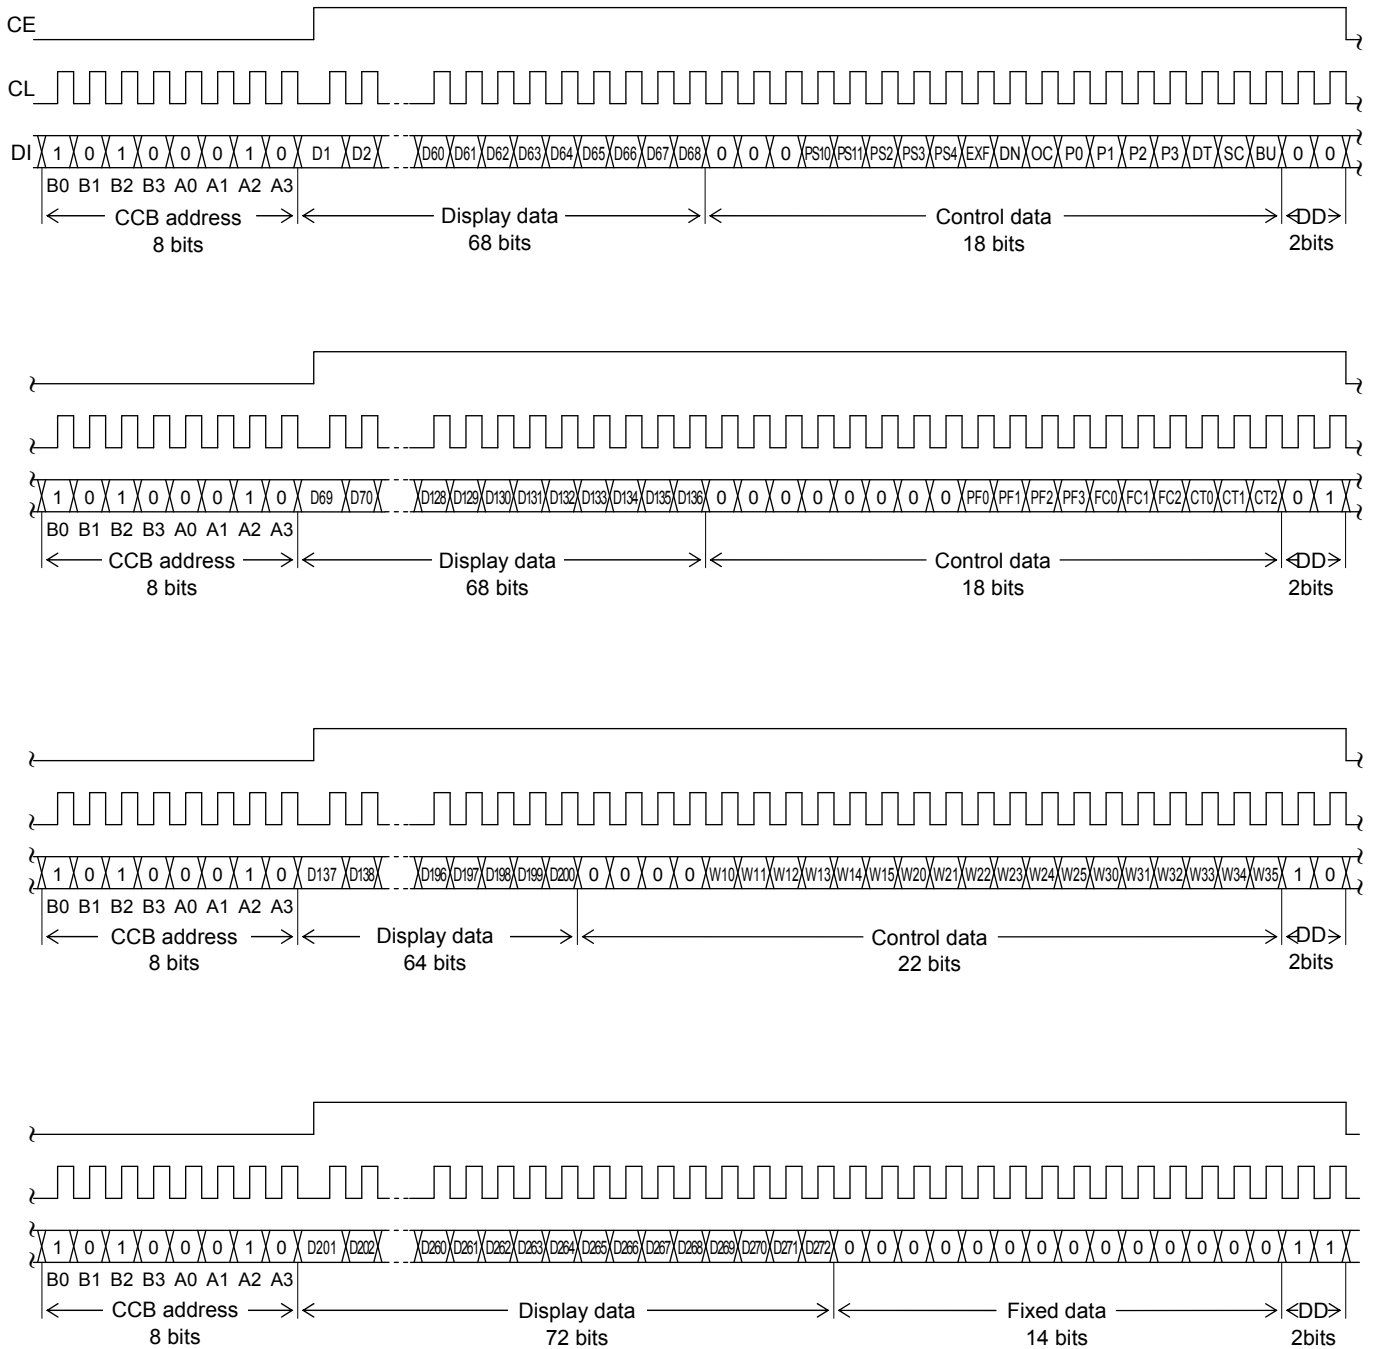 CE
CL
DI 1 0 1 0 0 0 1 0 D1 D2 D60 D61 D62 D63 D64 D65 D66 D67 D68 0 0 0 PS10 PS11 PS2 PS3 PS4 EXF DN OC P0 P1 P2 P3 DT SC BU 0 0
B0 B1 B2 B3 A0 A1 A2 A3
CCB address Display data Control data DD
8 bits 68 bits 18 bits 2bits
1 0 1 0 0 0 1 0 D69 D70 D128 D129 D130 D131 D132 D133 D134 D135 D136 0 0 0 0 0 0 0 0 PF0 PF1 PF2 PF3 FC0 FC1 FC2 CT0 CT1 CT2 0 1
B0 B1 B2 B3 A0 A1 A2 A3
CCB address Display data Control data DD
8 bits 68 bits 18 bits 2bits
1 0 1 0 0 0 1 0 D137 D138 D196 D197 D198 D199 D200 0 0 0 0 W10 W11 W12 W13 W14 W15 W20 W21 W22 W23 W24 W25 W30 W31 W32 W33 W34 W35 1 0
B0 B1 B2 B3 A0 A1 A2 A3
CCB address Display data Control data DD
8 bits 64 bits 22 bits 2bits
1 0 1 0 0 0 1 0 D201 D202 D260 D261 D262 D263 D264 D265 D266 D267 D268 D269 D270 D271 D272 0 0 0 0 0 0 0 0 0 0 0 0 0 0 1 1
B0 B1 B2 B3 A0 A1 A2 A3
CCB address Display data Fixed data DD
8 bits 72 bits 14 bits 2bits